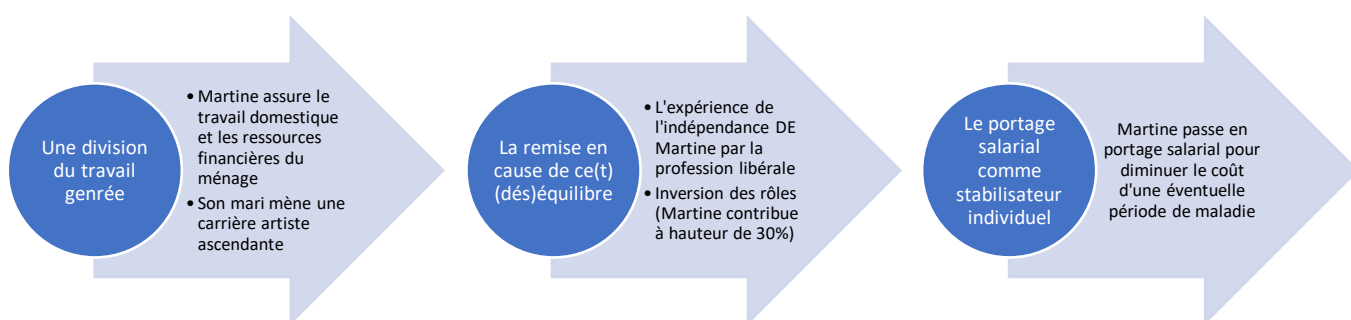 Une division
du travail
genrée
• Martine assure le
travail domestique
et les ressources
financières du
ménage
• Son mari mène une
carrière artiste
ascendante
La remise en
cause de ce(t)
(dés)équilibre
• L'expérience de
l'indépendance DE
Martine par la
profession libérale
• Inversion des rôles
(Martine contribue
à hauteur de 30%)
Le portage
salarial
comme
stabilisateur
individuel
Martine passe en
portage salarial pour
diminuer le coût
d'une éventuelle
période de maladie